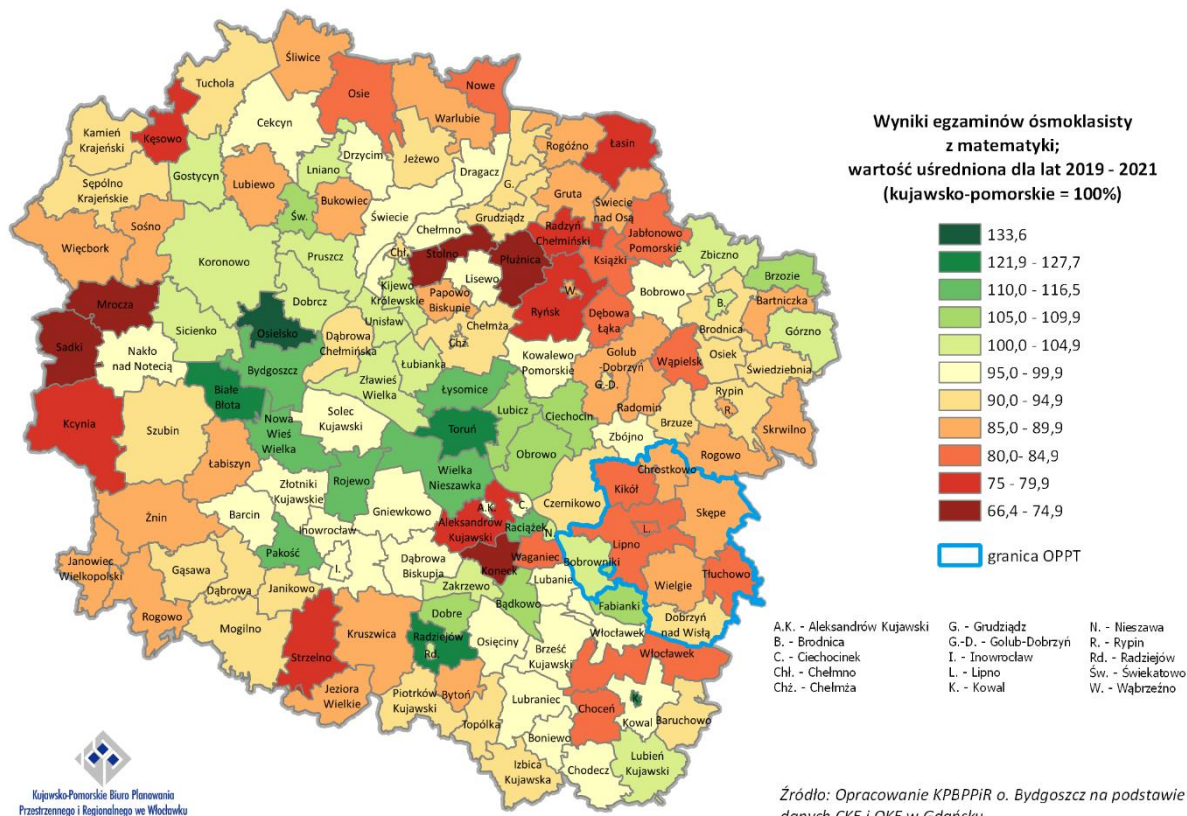 Wyniki egzaminów ósmoklasisty
z matematyki;
wartość uśredniona dla lat 2019 - 2021
(kujawsko-pomorskie = 100%)
133,6
121,9 - 127,7
110,0 - 116,5
105,0 - 109,9
100,0 - 104,9
95,0 - 99,9
90,0 - 94,9
85,0 - 89,9
80,0- 84,9
75 - 79,9
66,4 - 74,9
granica OPPT
A.K. - Aleksandrów Kujawski
B. - Brodnica
C. - Ciechocinek
Chł. - Chełmno
Chż. - Chełmża
G. - Grudziądz
G.-D. - Golub-Dobrzyń
I. - Inowrocław
L. - Lipno
K. - Kowal
N. - Nieszawa
R. - Rypin
Rd. - Radziejów
Św. - Świekatowo
W. - Wąbrzeźno
Śliwice
Tuchola
Osie
Nowe
Warlubie
Cekcyn
Kęsowo
Kamień
Krajeński
Łasin
Rogóźno
Drzycim
Jeżewo
Dragacz
G.
Gruta
Lniano
Gostycyn
Lubiewo
Sępólno
Krajeńskie
Bukowiec
Św.
Świecie
Grudziądz
Świecie
nad Osą
Sośno
Więcbork
Chełmno
Radzyń
Chełmiński
Jabłonowo
Pomorskie
Koronowo
Pruszcz
Chł.
Stolno
Płużnica
Książki
Zbiczno
Brzozie
Lisewo
Bobrowo
Kijewo
Królewskie
Papowo
Biskupie
W.
B.
Bartniczka
Mrocza
Dobrcz
Unisław
Ryńsk
Dębowa
Łąka
Brodnica
Górzno
Sicienko
Osielsko
Dąbrowa
Chełmińska
Chełmża
Chż.
Sadki
Nakło
nad Notecią
Kowalewo
Pomorskie
Golub
Dobrzyń
Wąpielsk
Osiek
Świedziebnia
Bydgoszcz
Łubianka
G.-D.
Białe
Błota
Zławieś
Wielka
Łysomice
Rypin
R.
Radomin
Kcynia
Szubin
Solec
Kujawski
Toruń
Lubicz
Ciechocin
Brzuze
Skrwilno
Nowa
Wieś
Wielka
Zbójno
Obrowo
Rogowo
Łabiszyn
Wielka
Nieszawka
Chrostkowo
Kikół
Złotniki
Kujawskie
Rojewo
Czernikowo
Skępe
Żnin
Barcin
Gniewkowo
A.K.
C.
Aleksandrów
Kujawski
Raciążek
N.
Inowrocław
L.
Lipno
Pakość
Waganiec
Janowiec
Wielkopolski
Gąsawa
I.
Dąbrowa
Biskupia
Koneck
Bobrowniki
Tłuchowo
Lubanie
Wielgie
Dąbrowa
Janikowo
Zakrzewo
Bądkowo
Fabianki
Rogowo
Dobre
Dobrzyń
nad Wisłą
Mogilno
Kruszwica
Radziejów
Rd.
Osięciny
Włocławek
Strzelno
Brześć
Kujawski
Włocławek
Jeziora
Wielkie
Piotrków
Kujawski
Bytoń
Lubraniec
Choceń
K.
Kowal
Baruchowo
Topólka
Boniewo
Izbica
Kujawska
Chodecz
Lubień
Kujawski
Kujawsko-Pomorskie Biuro Planowania
Przestrzennego i Regionalnego we Włocławku
Źródło: Opracowanie KPBPPiR o. Bydgoszcz na podstawie
danych CKE i OKE w Gdańsku